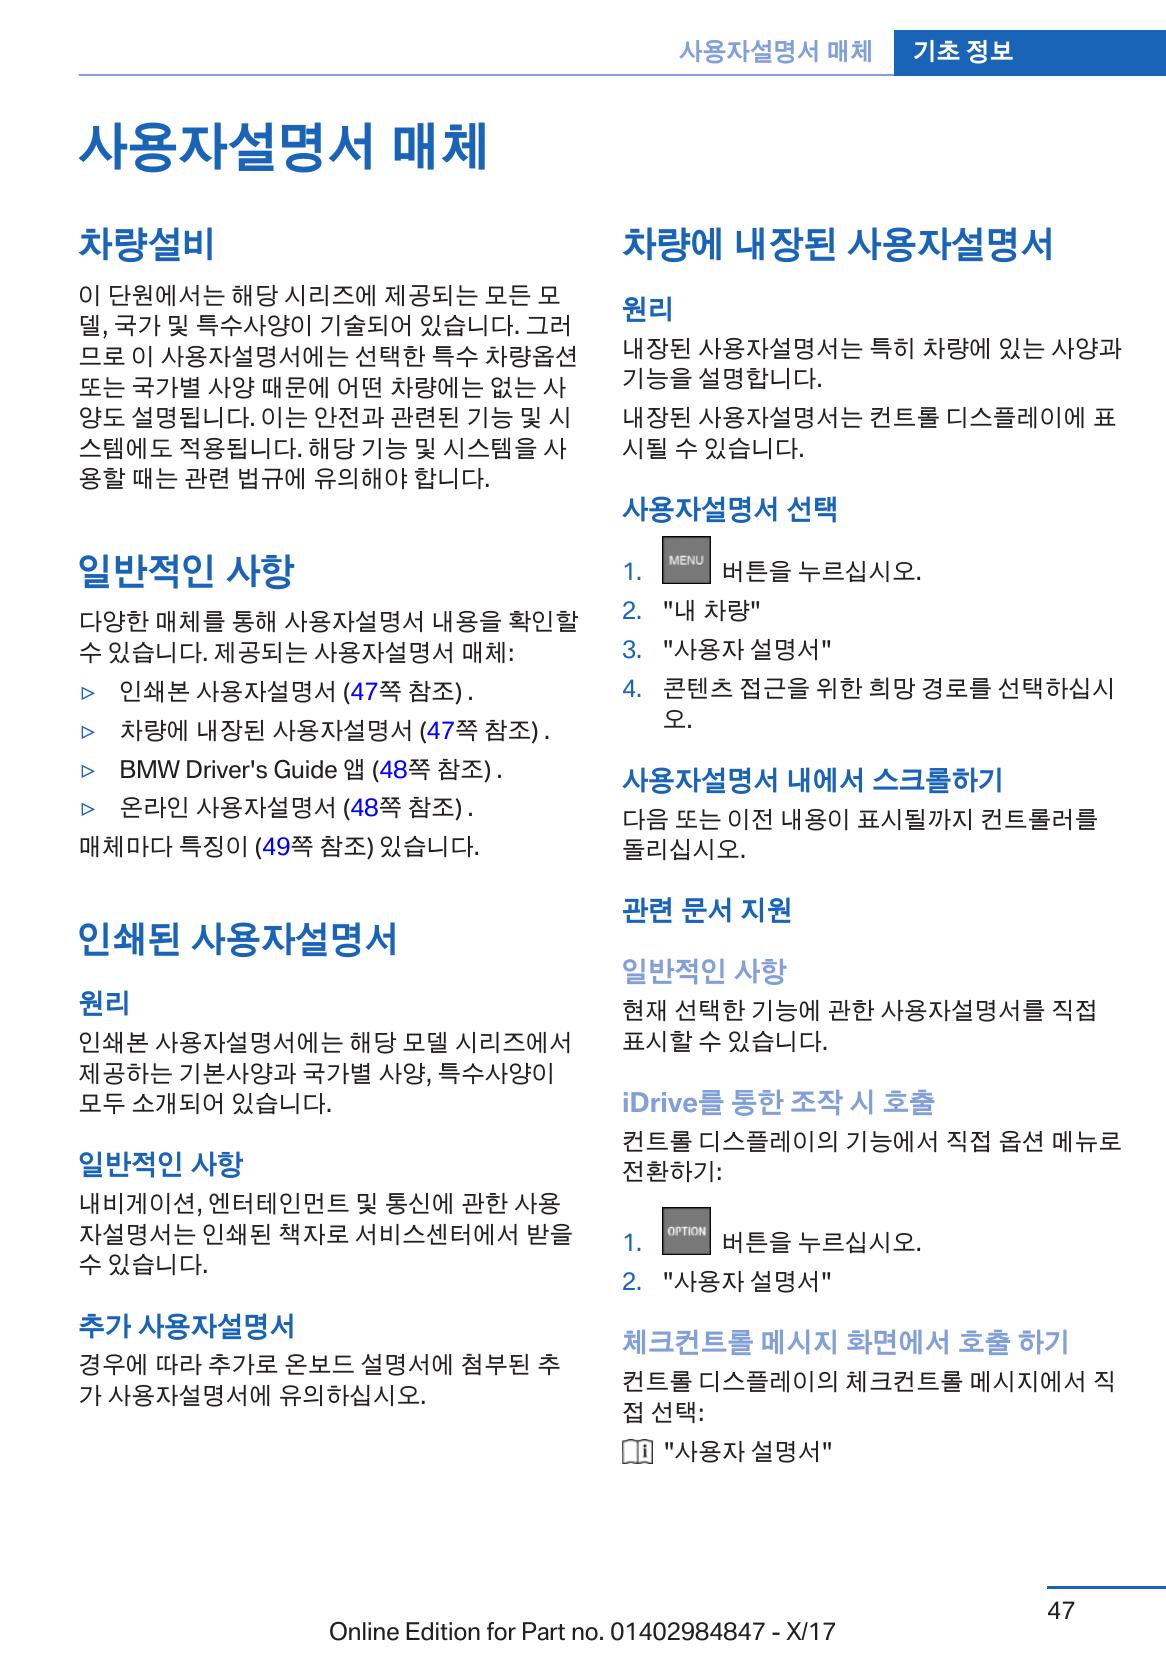 사용자설명서 매체 기초 정보
사용자설명서 매체
차량설비
이 단원에서는 해당 시리즈에 제공되는 모든 모
델, 국가 및 특수사양이 기술되어 있습니다. 그러
므로 이 사용자설명서에는 선택한 특수 차량옵션
또는 국가별 사양 때문에 어떤 차량에는 없는 사
양도 설명됩니다. 이는 안전과 관련된 기능 및 시
스템에도 적용됩니다. 해당 기능 및 시스템을 사
용할 때는 관련 법규에 유의해야 합니다.
일반적인 사항
다양한 매체를 통해 사용자설명서 내용을 확인할
수 있습니다. 제공되는 사용자설명서 매체:
▷ 인쇄본 사용자설명서 (47쪽 참조) .
▷ 차량에 내장된 사용자설명서 (47쪽 참조) .
▷ BMW Driver's Guide 앱 (48쪽 참조) .
▷ 온라인 사용자설명서 (48쪽 참조) .
매체마다 특징이 (49쪽 참조) 있습니다.
인쇄된 사용자설명서
원리
인쇄본 사용자설명서에는 해당 모델 시리즈에서
제공하는 기본사양과 국가별 사양, 특수사양이
모두 소개되어 있습니다.
일반적인 사항
내비게이션, 엔터테인먼트 및 통신에 관한 사용
자설명서는 인쇄된 책자로 서비스센터에서 받을
수 있습니다.
추가 사용자설명서
경우에 따라 추가로 온보드 설명서에 첨부된 추
가 사용자설명서에 유의하십시오.
차량에 내장된 사용자설명서
원리
내장된 사용자설명서는 특히 차량에 있는 사양과
기능을 설명합니다.
내장된 사용자설명서는 컨트롤 디스플레이에 표
시될 수 있습니다.
사용자설명서 선택
1. MENU 버튼을 누르십시오.
2. "내 차량"
3. "사용자 설명서"
4. 콘텐츠 접근을 위한 희망 경로를 선택하십시
오.
사용자설명서 내에서 스크롤하기
다음 또는 이전 내용이 표시될까지 컨트롤러를
돌리십시오.
관련 문서 지원
일반적인 사항
현재 선택한 기능에 관한 사용자설명서를 직접
표시할 수 있습니다.
iDrive를 통한 조작 시 호출
컨트롤 디스플레이의 기능에서 직접 옵션 메뉴로
전환하기:
1. OPTION 버튼을 누르십시오.
2. "사용자 설명서"
체크컨트롤 메시지 화면에서 호출 하기
컨트롤 디스플레이의 체크컨트롤 메시지에서 직
접 선택:
i "사용자 설명서"
47
Online Edition for Part no. 01402984847 - X/17